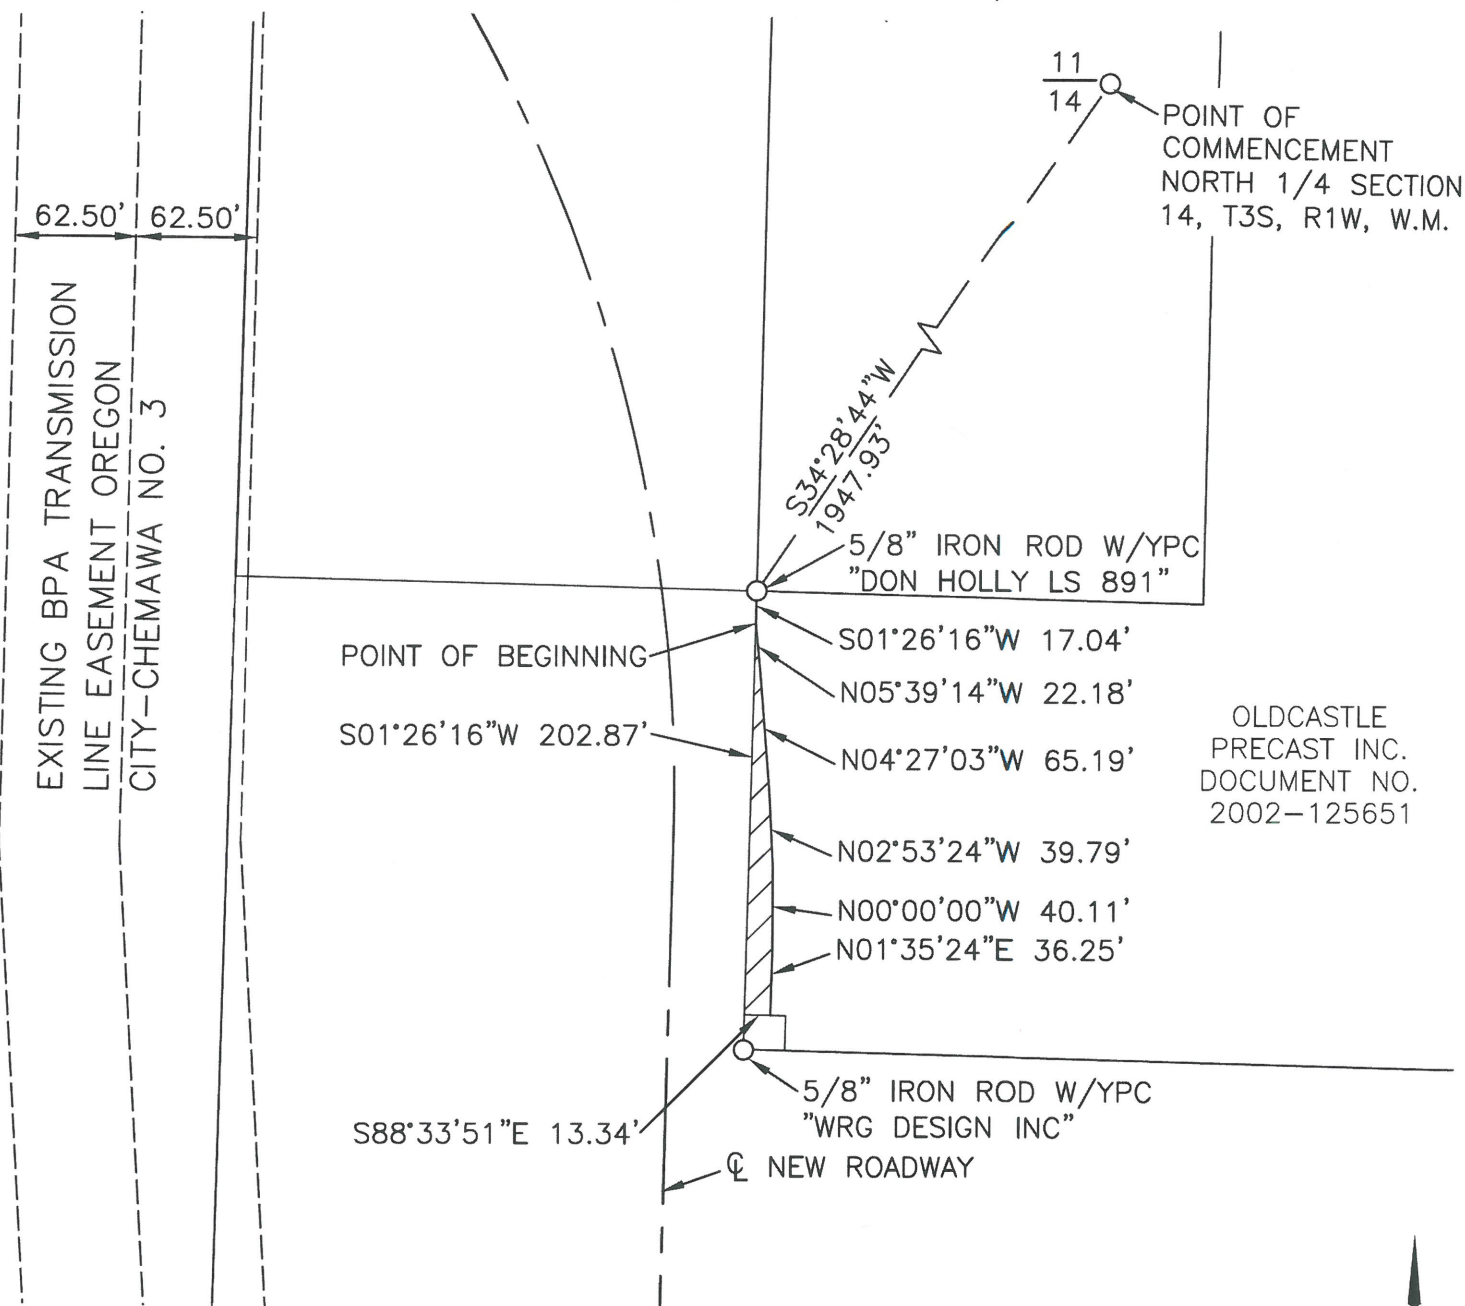 11
14
POINT OF
COMMENCEMENT
NORTH 1/4 SECTION
14, T3S, R1W, W.M.
62.50' 62.50'
EXISTING BPA TRANSMISSION
LINE EASEMENT OREGON
CITY-CHEMAWA NO. 3
S34°28'44"W
1947.93'
5/8" IRON ROD W/YPC
"DON HOLLY LS 891"
S01°26'16"W 17.04'
POINT OF BEGINNING
N05°39'14"W 22.18'
S01°26'16"W 202.87'
N04°27'03"W 65.19'
OLDCASTLE
PRECAST INC.
DOCUMENT NO.
2002-125651
N02°53'24"W 39.79'
N00°00'00"W 40.11'
N01°35'24"E 36.25'
5/8" IRON ROD W/YPC
"WRG DESIGN INC"
S88°33'51"E 13.34'
℄ NEW ROADWAY